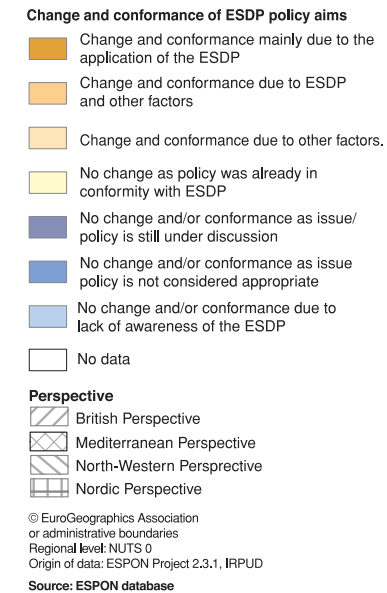 Change and conformance of ESDP policy aims
Change and conformance mainly due to the
application of the ESDP
Change and conformance due to ESDP
and other factors
Change and conformance due to other factors.
No change as policy was already in
conformity with ESDP
No change and/or conformance as issue/
policy is still under discussion
No change and/or conformance as issue
policy is not considered appropriate
No change and/or conformance due to
lack of awareness of the ESDP
No data
Perspective
British Perspective
Mediterranean Perspective
North-Western Persprective
Nordic Perspective
© EuroGeographics Association
or administrative boundaries
Regional level: NUTS 0
Origin of data: ESPON Project 2.3.1, IRPUD
Source: ESPON database